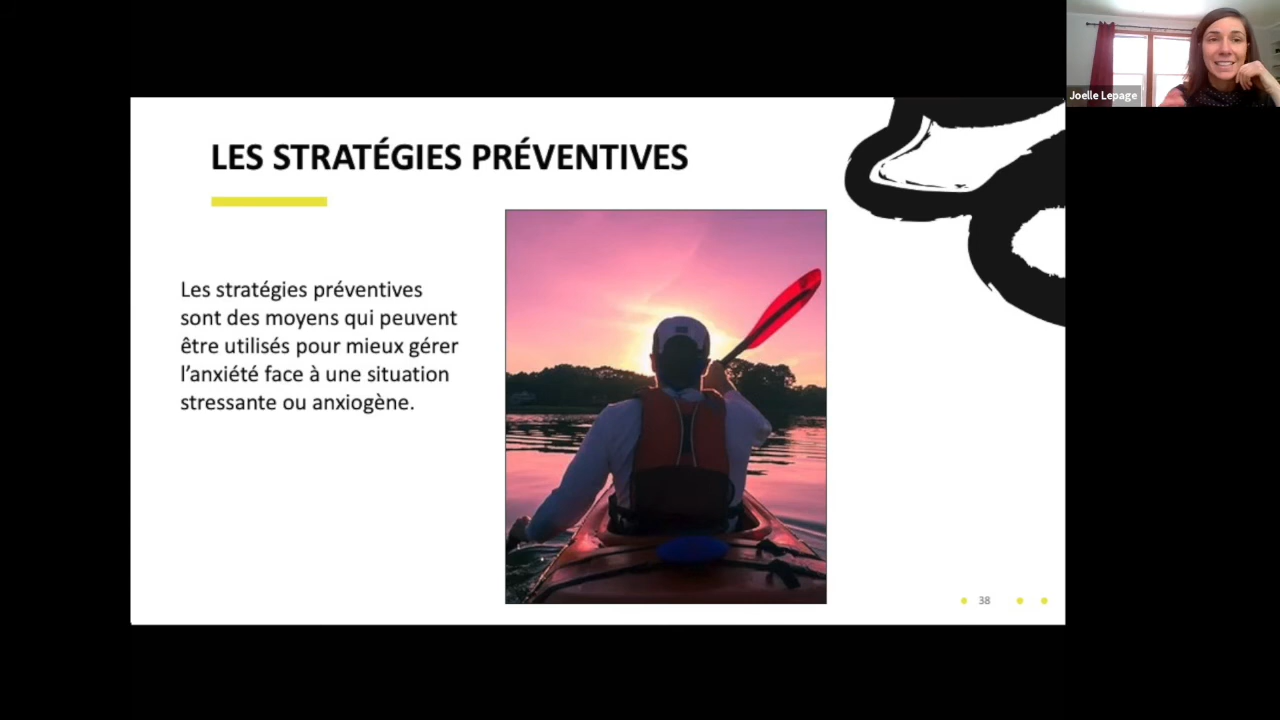 Joelle Lepage
LES STRATÉGIES PRÉVENTIVES
Les stratégies préventives
sont des moyens qui peuvent
être utilisés pour mieux gérer
l’anxiété face à une situation
stressante ou anxiogène.
38